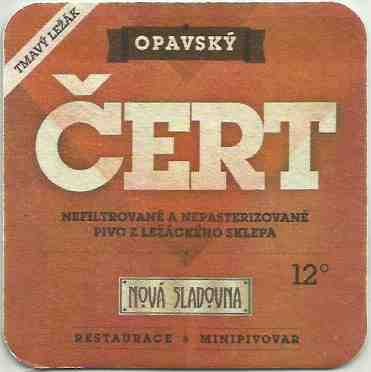 TMAVÝ LEŽÁK
OPAVSKÝ
ČERT
NEFILTROVANÉ A NEPASTERIZOVANÉ
PIVO Z LEŽÁCKÉHO SKLEPA
12°
NOVÁ SLADOVNA
RESTAURACE & MINIPIVOVAR